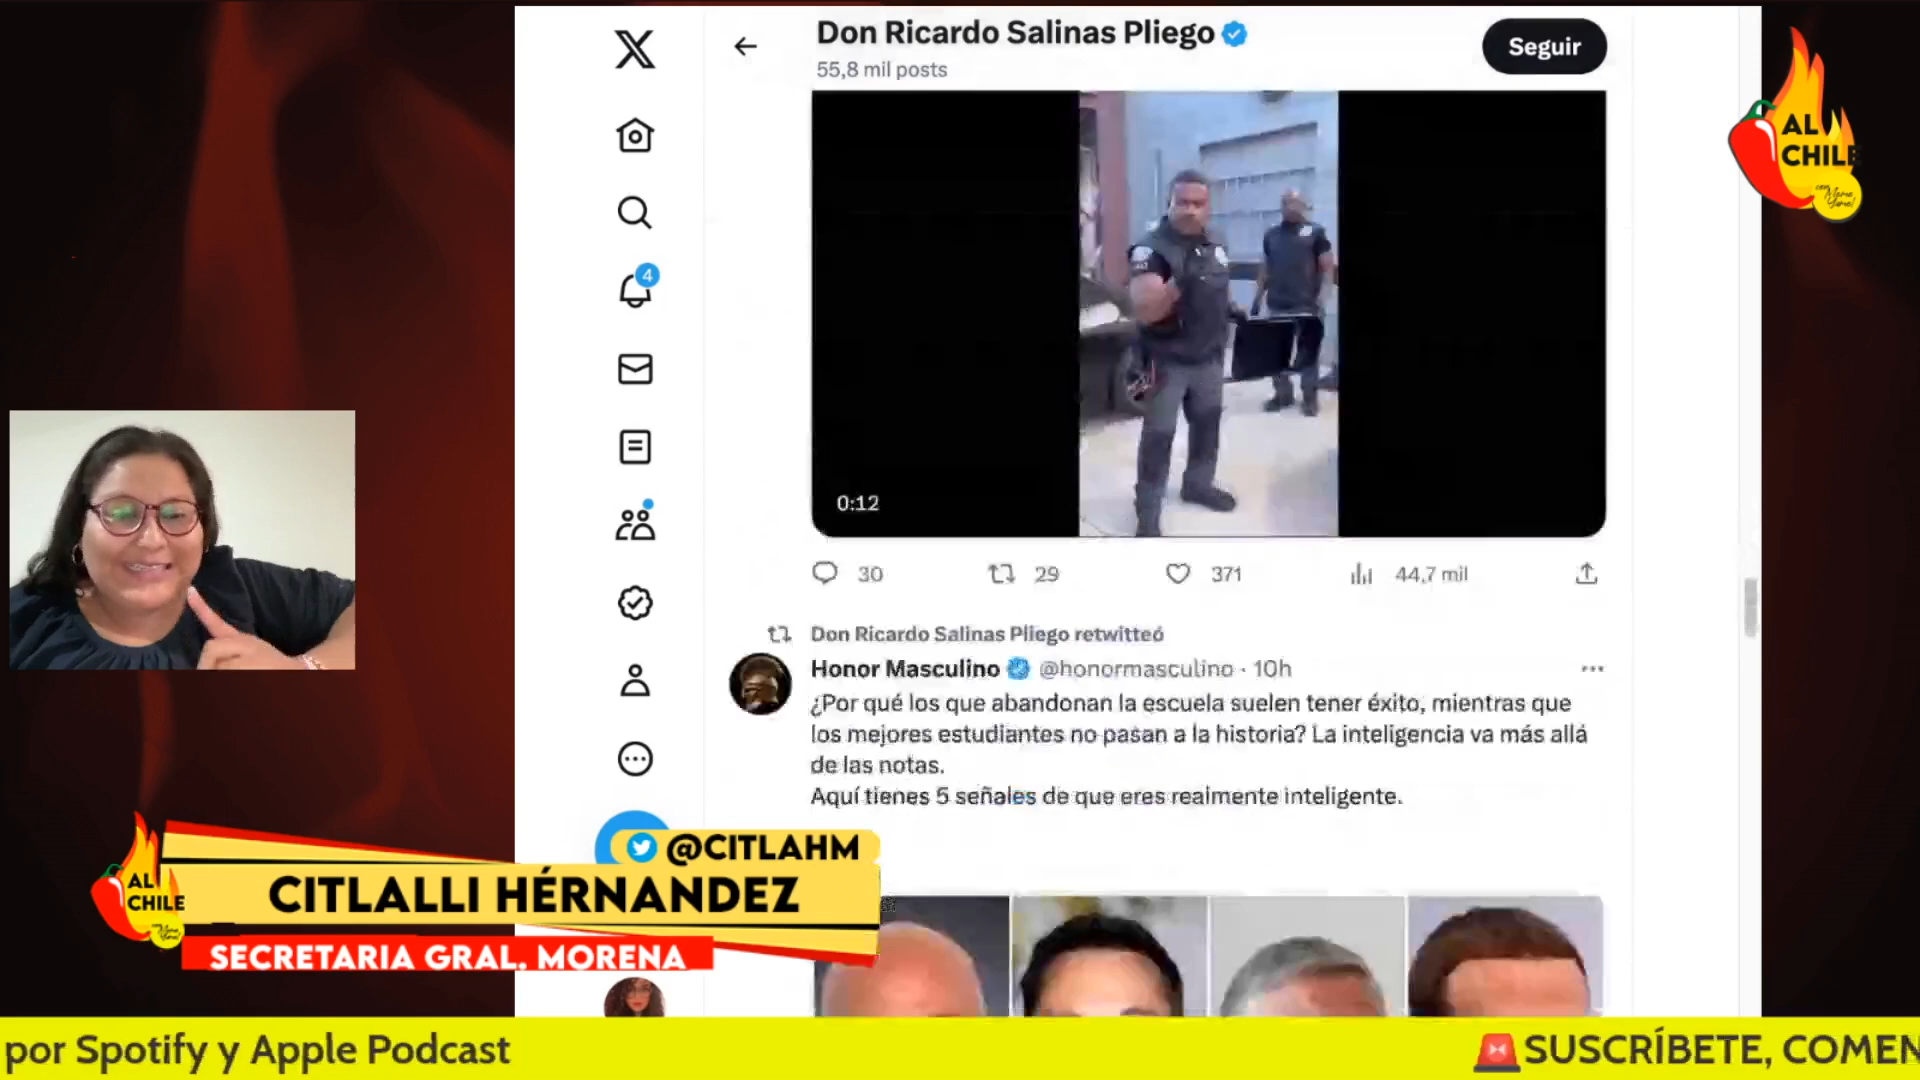 Don Ricardo Salinas Pliego
55,8 mil posts
Seguir
AL CHILE
4
0:12
30
29
371
44,7 mil
Don Ricardo Salinas Pliego retwitteó
Honor Masculino @honormasculino · 10h
¿Por qué los que abandonan la escuela suelen tener éxito, mientras que
los mejores estudiantes no pasan a la historia? La inteligencia va más allá
de las notas.
Aquí tienes 5 señales de que eres realmente inteligente.
@CITLAHM
CITLALLI HÉRNANDEZ
AL CHILE
SECRETARIA GRAL. MORENA
por Spotify y Apple Podcast
SUSCRÍBETE, COMEN